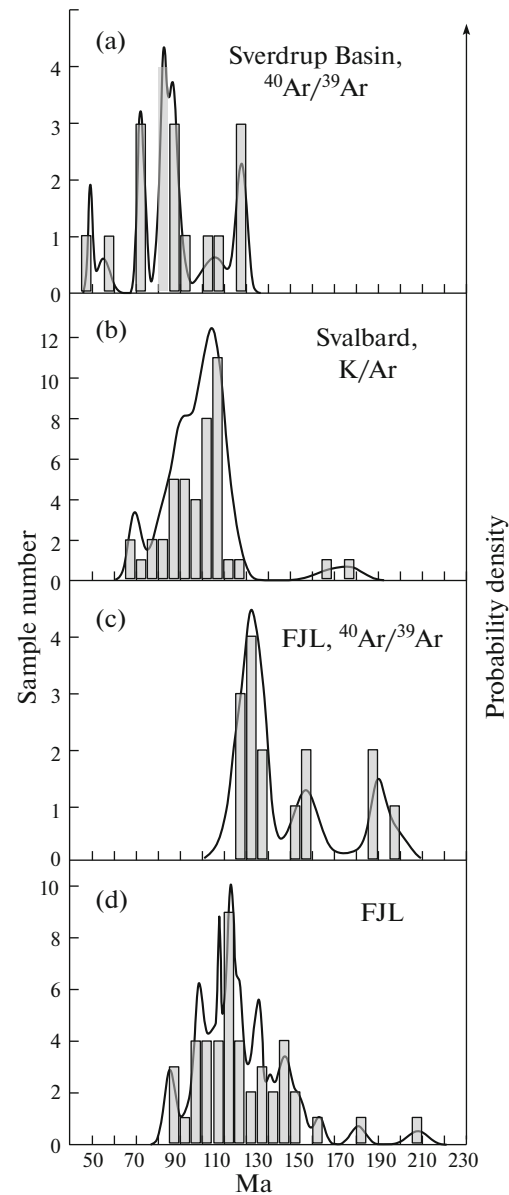 (a)
Sverdrup Basin,
⁴⁰Ar/³⁹Ar
4
3
2
1
0
(b)
Svalbard,
K/Ar
12
10
8
6
4
2
0
Sample number
Probability density
(c)
FJL, ⁴⁰Ar/³⁹Ar
4
3
2
1
0
(d)
FJL
10
8
6
4
2
0
50 70 90 110 130 150 170 190 210 230
Ma